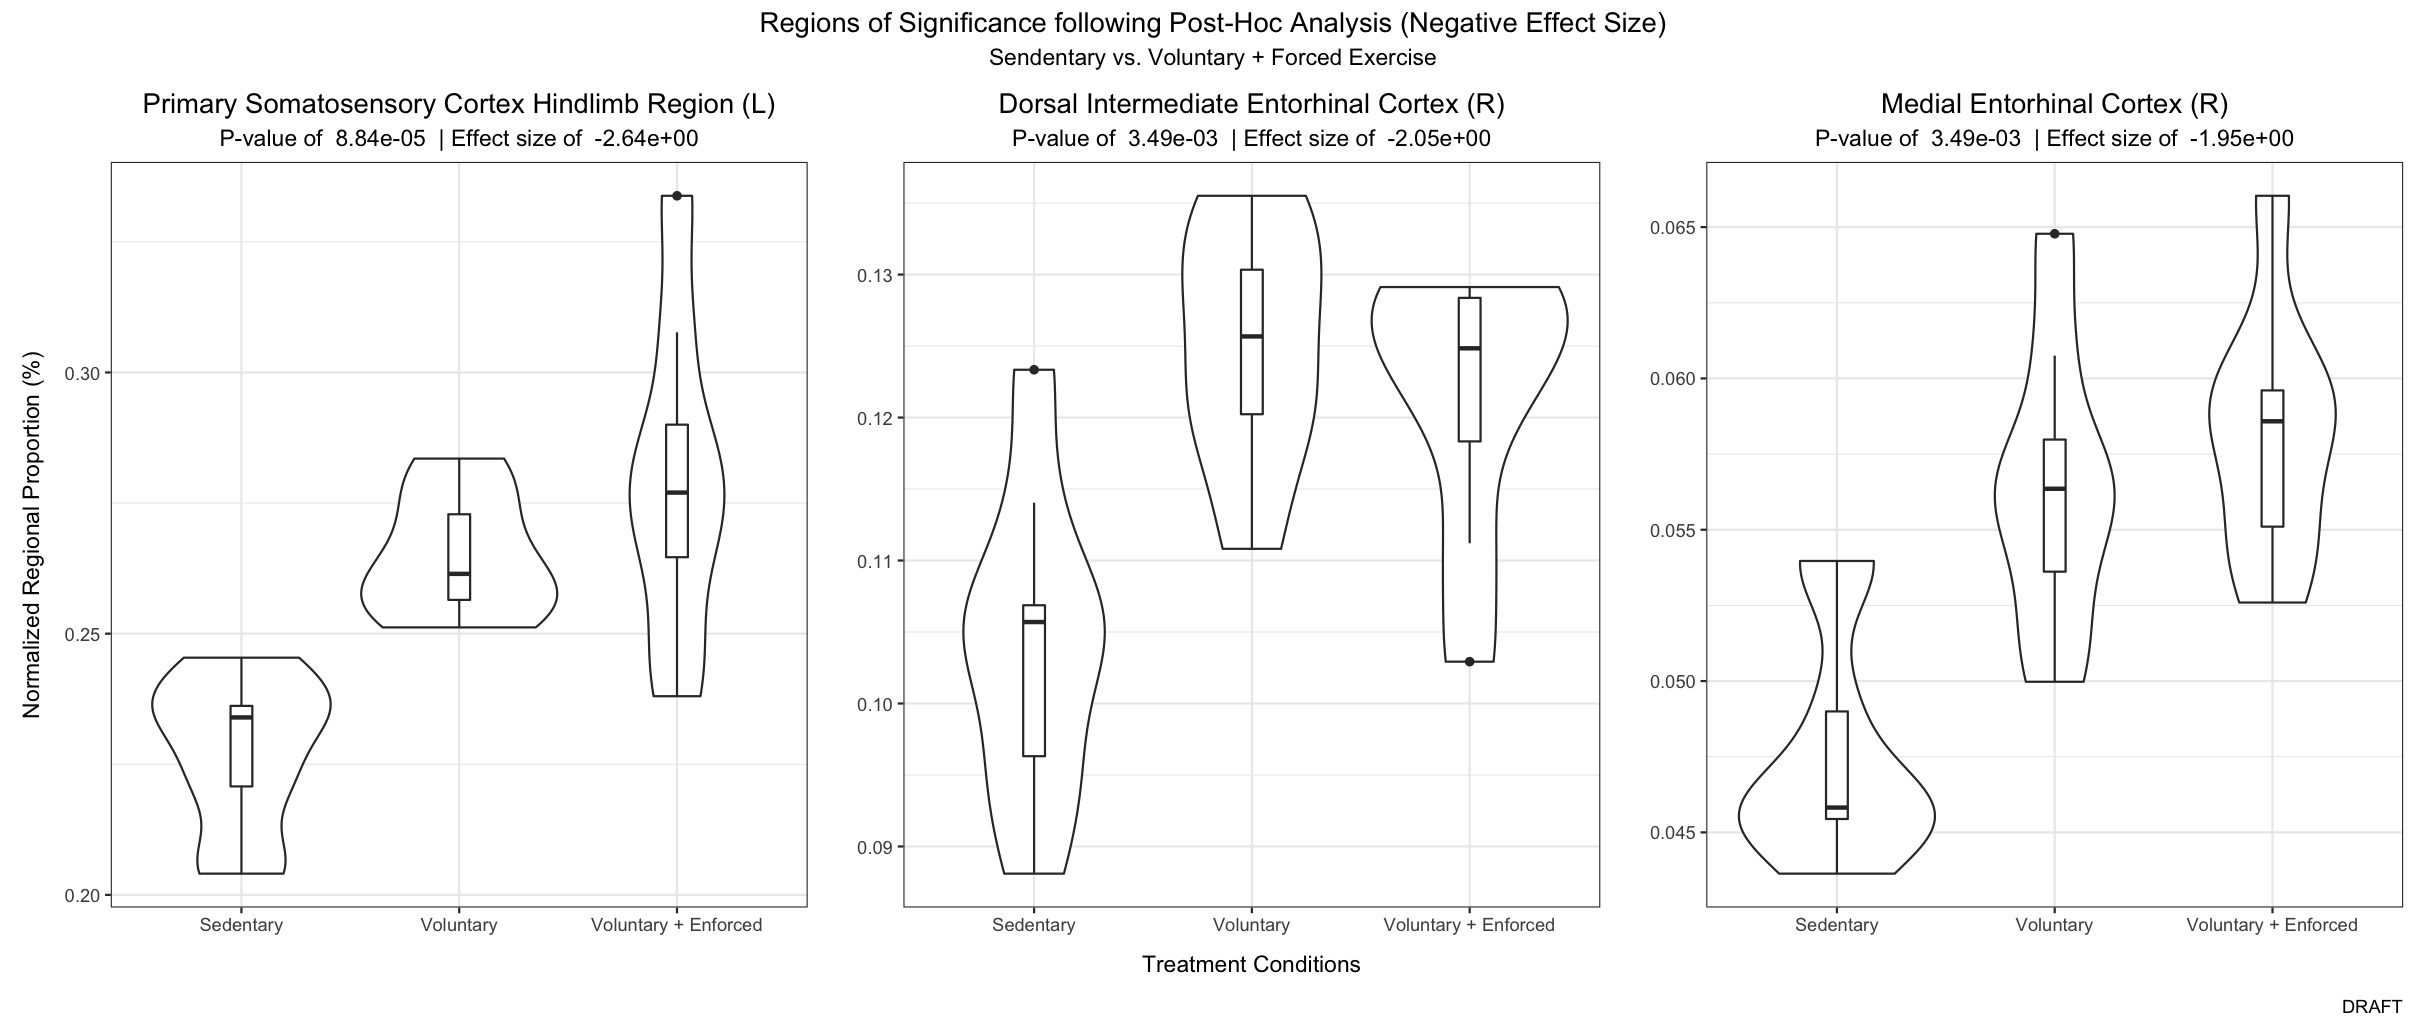 Regions of Significance following Post-Hoc Analysis (Negative Effect Size)
Sendentary vs. Voluntary + Forced Exercise
Primary Somatosensory Cortex Hindlimb Region (L)
P-value of 8.84e-05 | Effect size of -2.64e+00
Normalized Regional Proportion (%)
0.30
0.25
0.20
Sedentary
Voluntary
Voluntary + Enforced
Dorsal Intermediate Entorhinal Cortex (R)
P-value of 3.49e-03 | Effect size of -2.05e+00
0.13
0.12
0.11
0.10
0.09
Sedentary
Voluntary
Voluntary + Enforced
Medial Entorhinal Cortex (R)
P-value of 3.49e-03 | Effect size of -1.95e+00
0.065
0.060
0.055
0.050
0.045
Sedentary
Voluntary
Voluntary + Enforced
Treatment Conditions
DRAFT